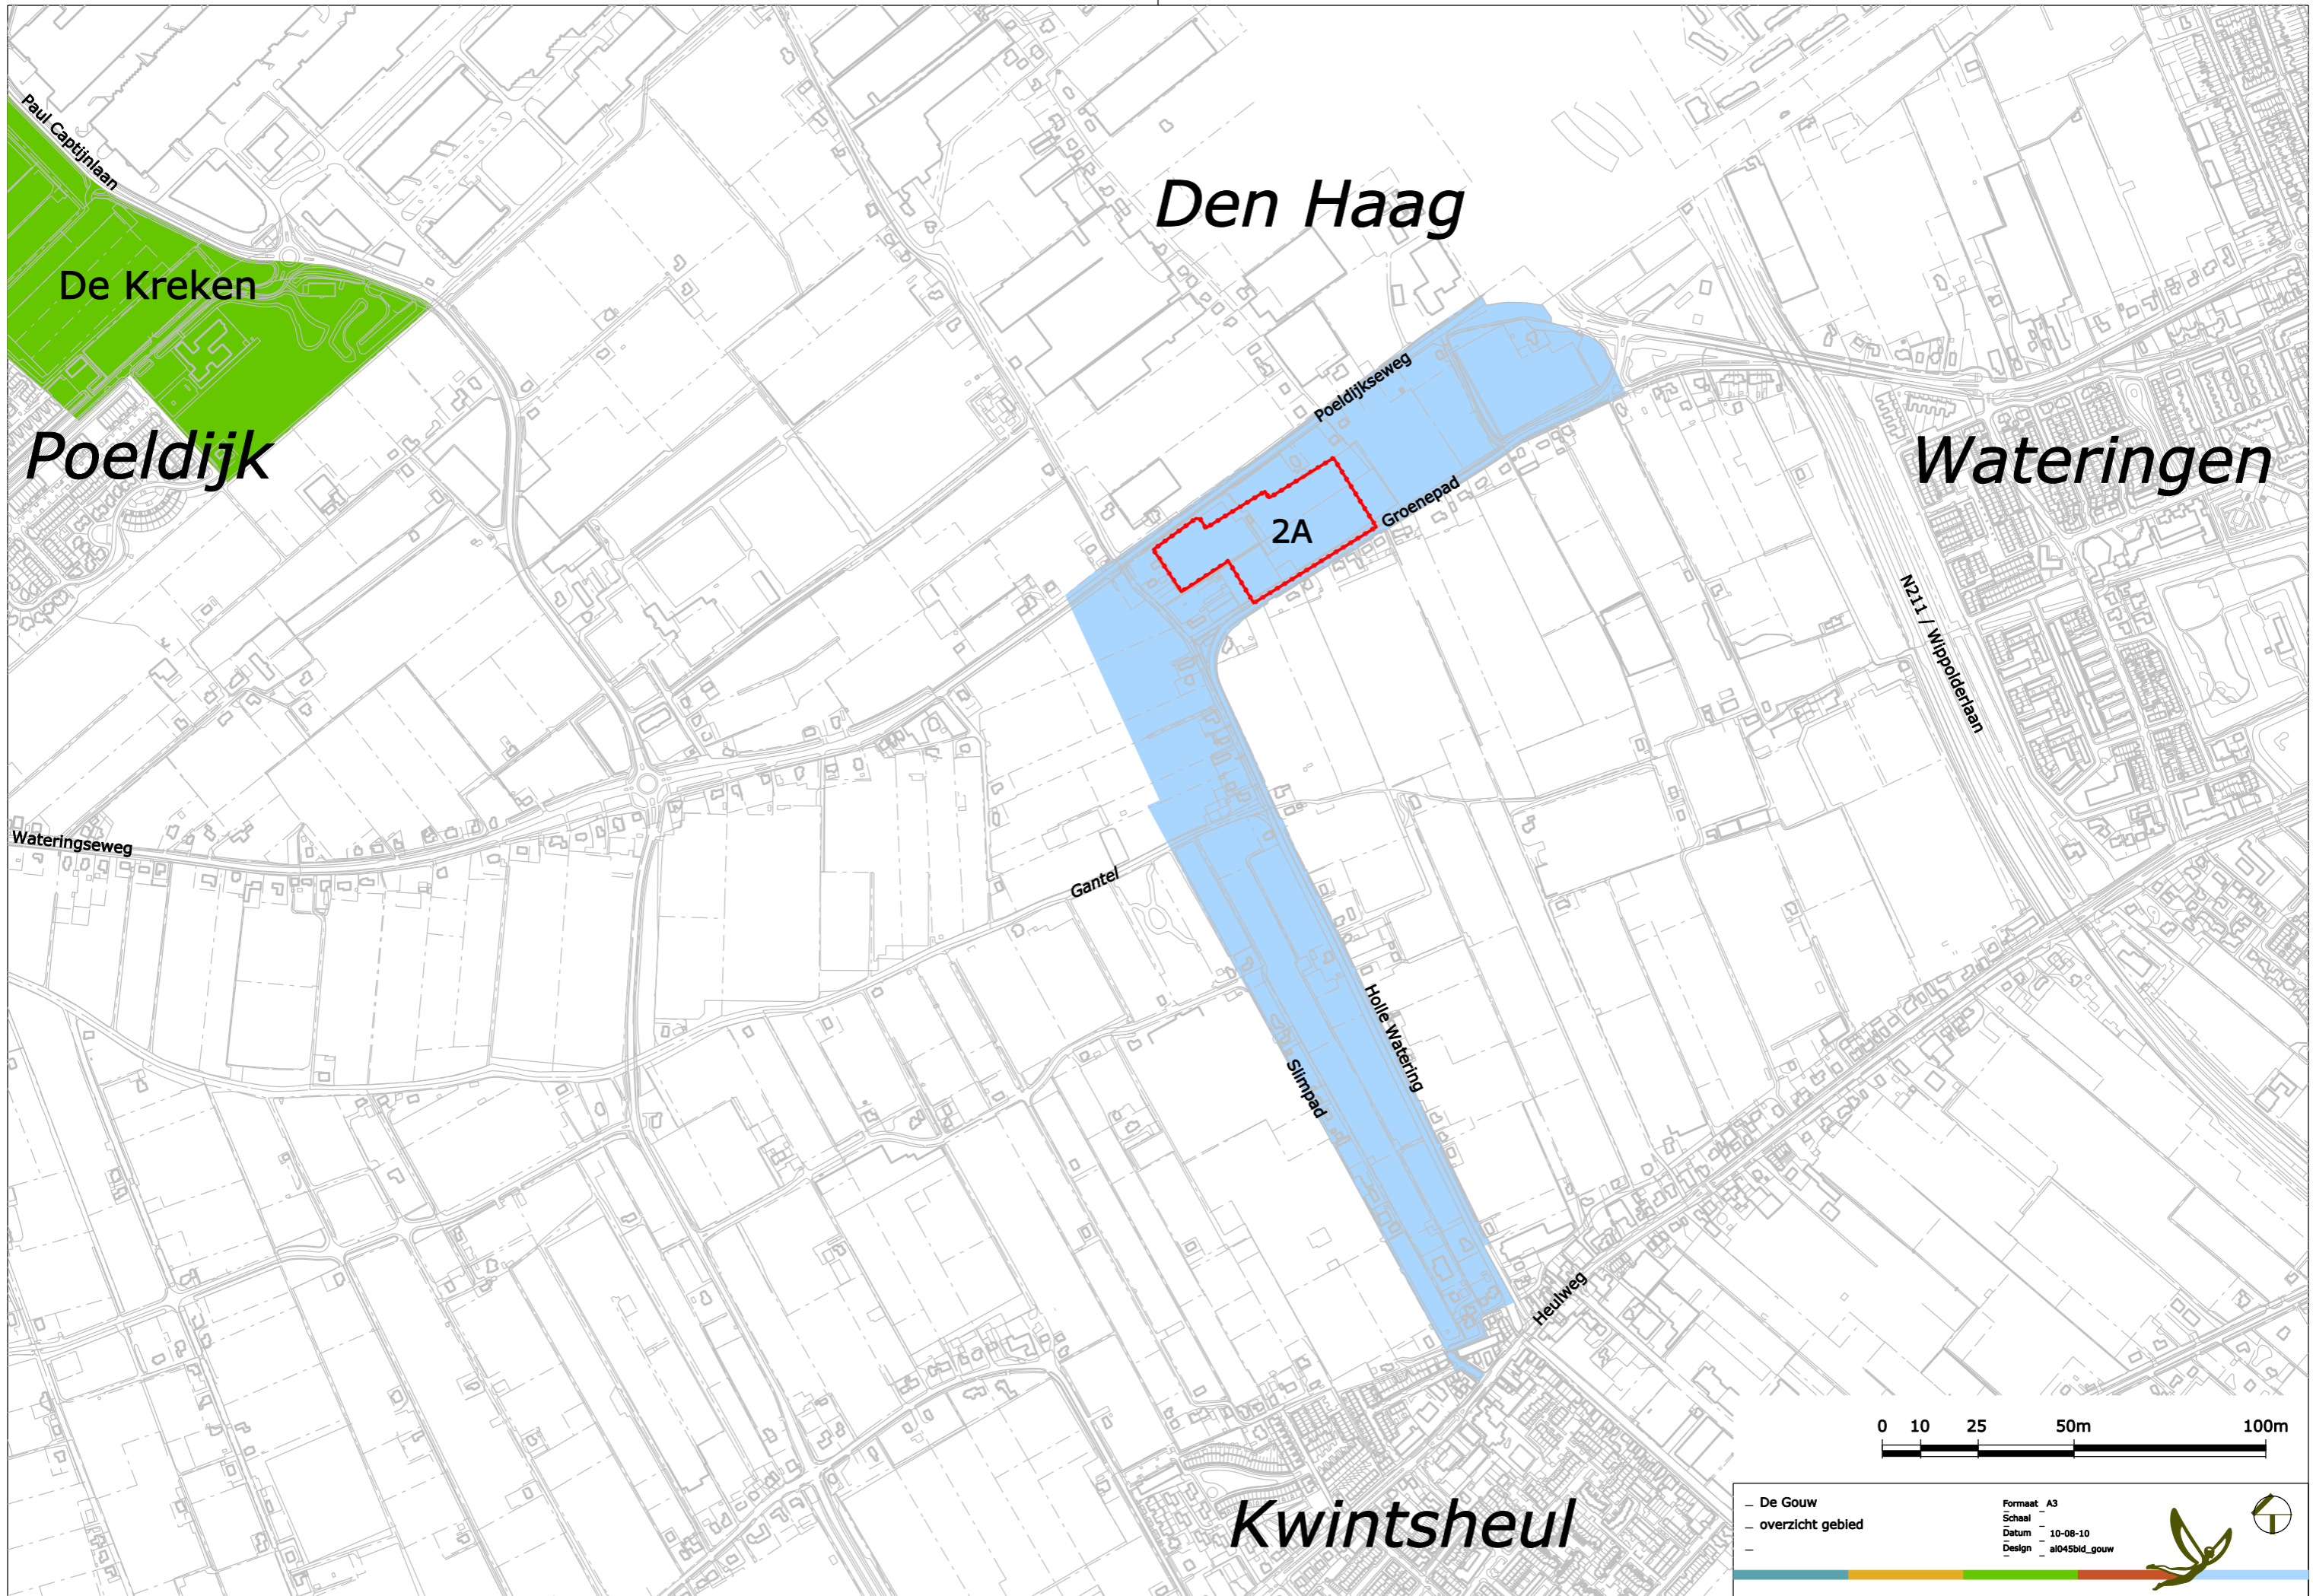 Paul Captijnlaan
Den Haag
De Kreken
Poeldijkseweg
Poeldijk
Wateringen
Groenepad
2A
N211 / Wippolderlaan
Wateringseweg
Gantel
Holle Watering
Slimpad
Heulweg
0 10 25 50m 100m
Kwintsheul
_ De Gouw
_ overzicht gebied
_
Formaat A3
Schaal _
Datum 10-08-10
Design al045bld_gouw